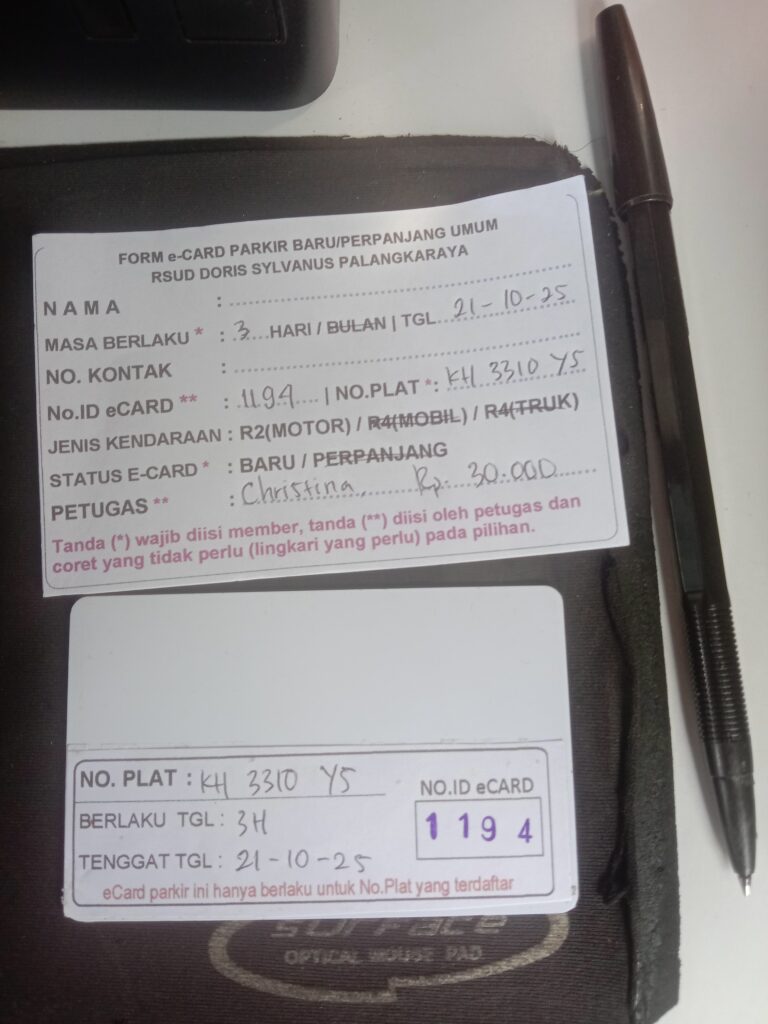 FORM e-CARD PARKIR BARU/PERPANJANG UMUM
RSUD DORIS SYLVANUS PALANGKARAYA
N A M A :
MASA BERLAKU * : 3 HARI / BULAN | TGL 21-10-25
NO. KONTAK :
No.ID eCARD ** : 1194 | NO.PLAT *: KH 3310 YS
JENIS KENDARAAN : R2(MOTOR) / R4(MOBIL) / R4(TRUK)
STATUS E-CARD * : BARU / PERPANJANG
PETUGAS ** : Christina Rp. 30.000
Tanda (*) wajib diisi member, tanda (**) diisi oleh petugas dan
coret yang tidak perlu (lingkari yang perlu) pada pilihan.
NO. PLAT : KH 3310 YS
NO.ID eCARD
1194
BERLAKU TGL : 3H
TENGGAT TGL : 21-10-25
eCard parkir ini hanya berlaku untuk No.Plat yang terdaftar
surface
OPTICAL MOUSE PAD